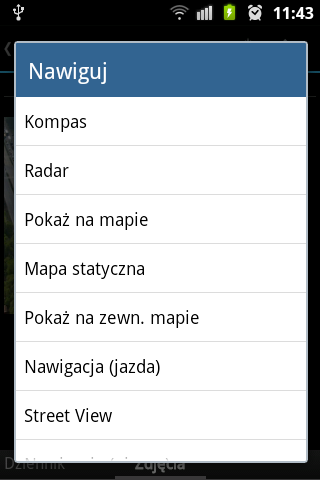 11:43
Nawiguj
Kompas
Radar
Pokaż na mapie
Mapa statyczna
Pokaż na zewn. mapie
Nawigacja (jazda)
Street View
Dziennik
Zdjęcia